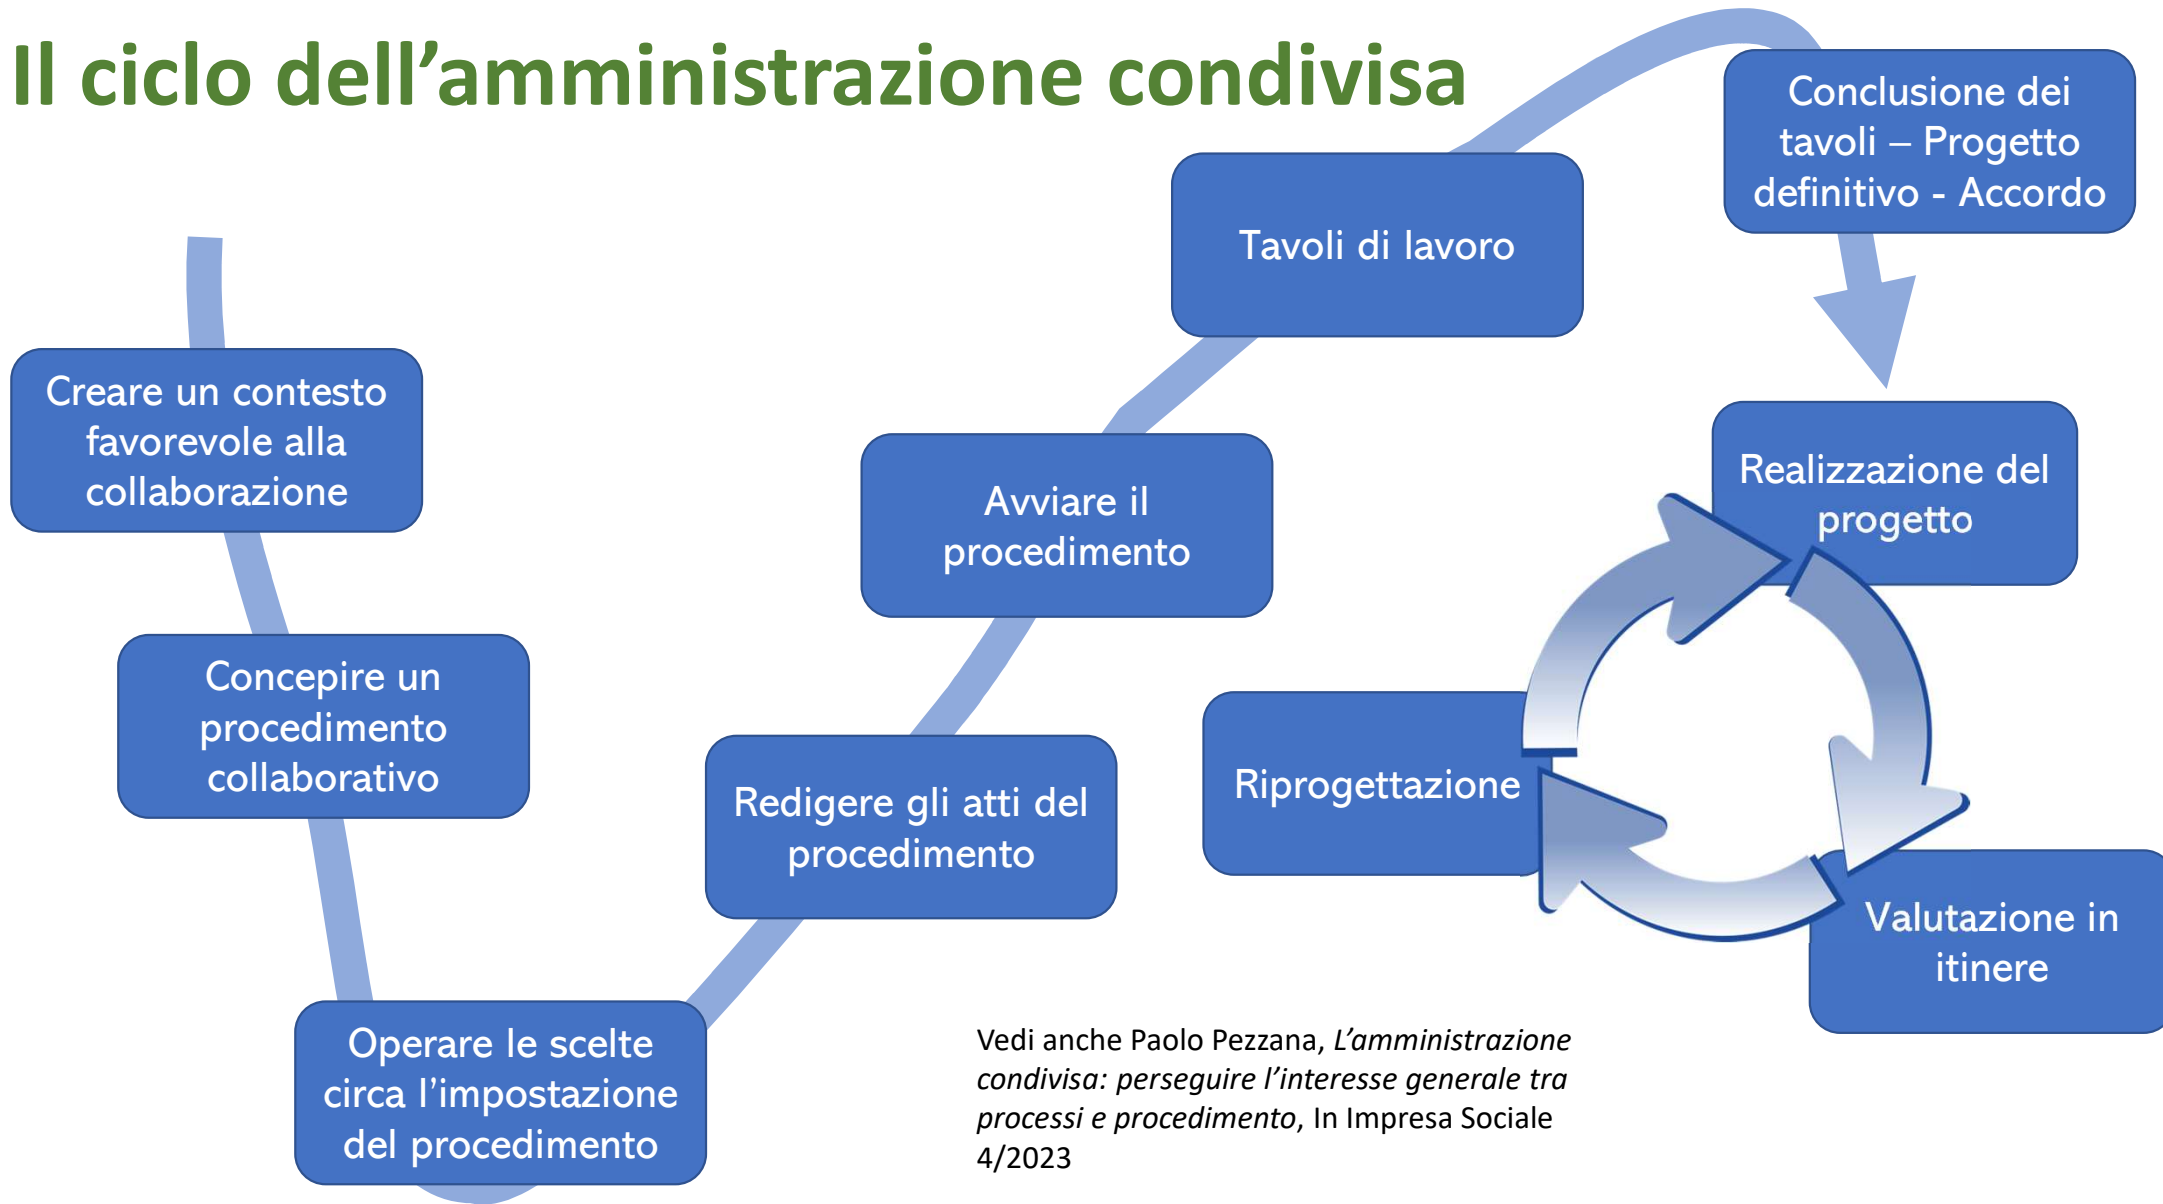 Il ciclo dell’amministrazione condivisa
Creare un contesto
favorevole alla
collaborazione
Concepire un
procedimento
collaborativo
Operare le scelte
circa l’impostazione
del procedimento
Redigere gli atti del
procedimento
Avviare il
procedimento
Tavoli di lavoro
Conclusione dei
tavoli – Progetto
definitivo - Accordo
Realizzazione del
progetto
Valutazione in
itinere
Riprogettazione
Vedi anche Paolo Pezzana, L’amministrazione
condivisa: perseguire l’interesse generale tra
processi e procedimento, In Impresa Sociale
4/2023